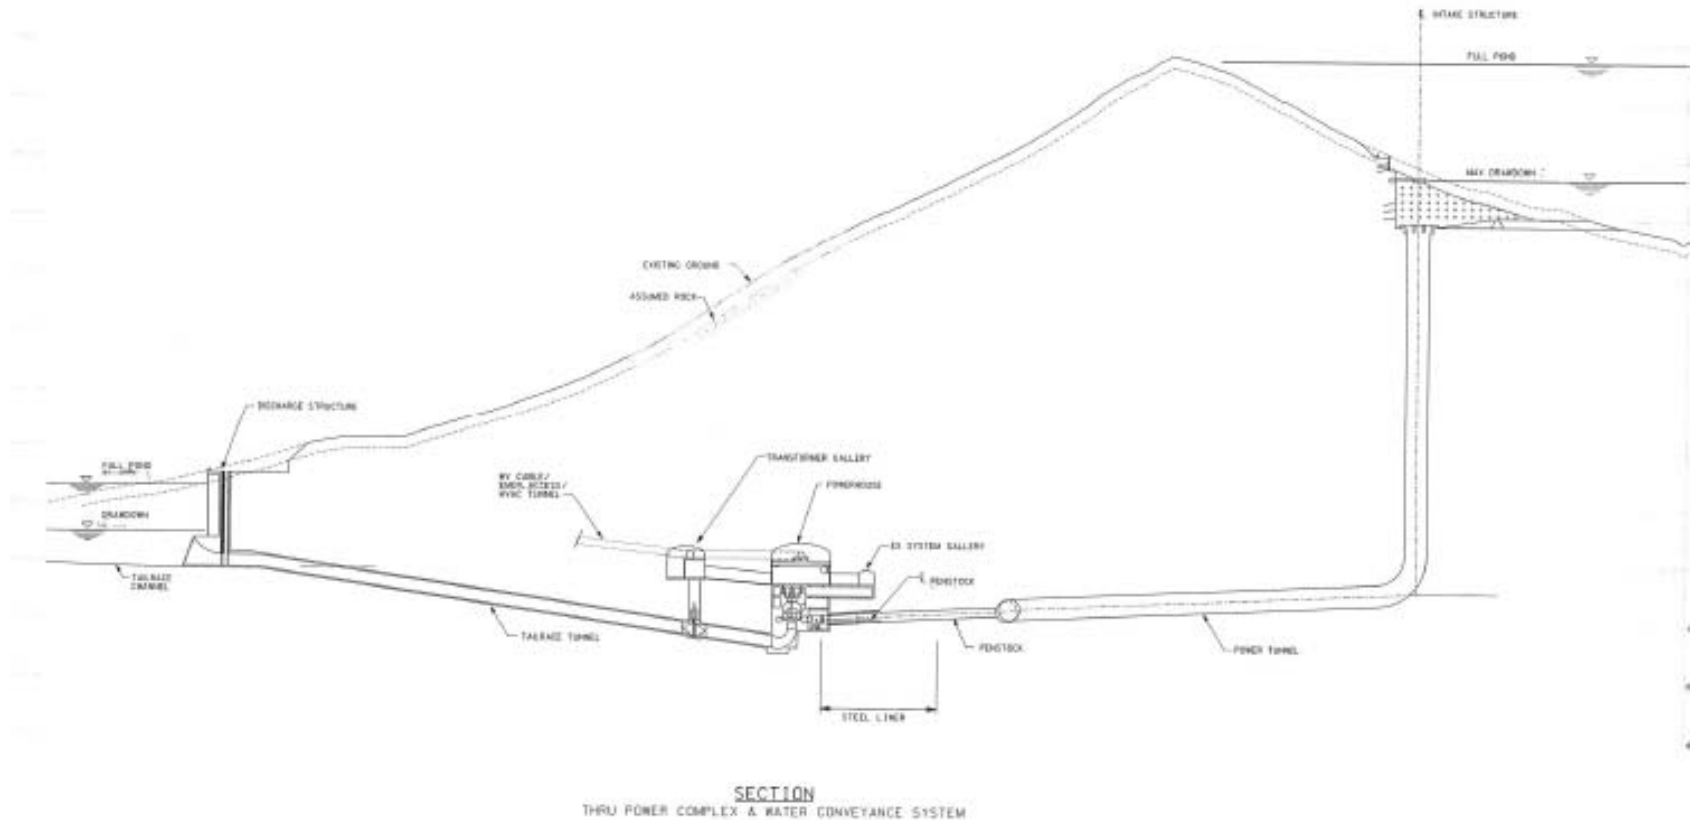 ℄ INTAKE STRUCTURE
FULL POND
MAX DRAWDOWN
EXISTING GROUND
ASSUMED ROCK
DISCHARGE STRUCTURE
FULL POND
DRAWDOWN
TAILRACE
CHANNEL
HV CABLE/
ACCESS/
HVAC TUNNEL
TRANSFORMER GALLERY
POWERHOUSE
SYSTEM GALLERY
℄ PENSTOCK
TAILRACE TUNNEL
PENSTOCK
POWER TUNNEL
STEEL LINER
SECTION
THRU POWER COMPLEX & WATER CONVEYANCE SYSTEM